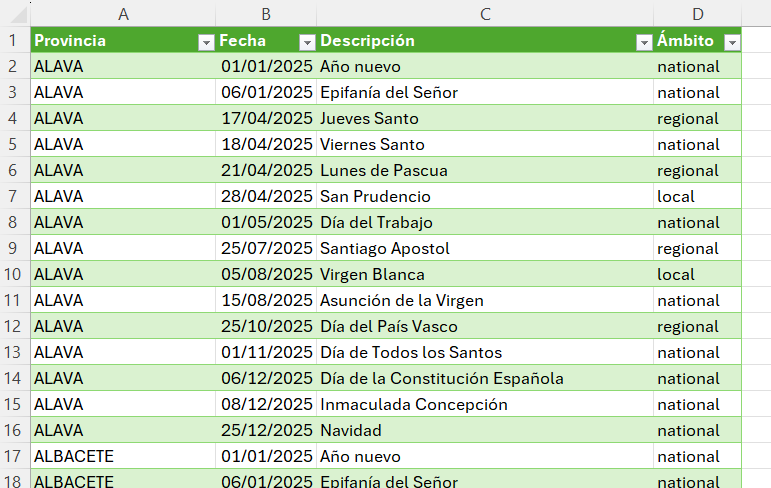 A B C D
1 Provincia Fecha Descripción Ámbito
2 ALAVA 01/01/2025 Año nuevo national
3 ALAVA 06/01/2025 Epifanía del Señor national
4 ALAVA 17/04/2025 Jueves Santo regional
5 ALAVA 18/04/2025 Viernes Santo national
6 ALAVA 21/04/2025 Lunes de Pascua regional
7 ALAVA 28/04/2025 San Prudencio local
8 ALAVA 01/05/2025 Día del Trabajo national
9 ALAVA 25/07/2025 Santiago Apostol regional
10 ALAVA 05/08/2025 Virgen Blanca local
11 ALAVA 15/08/2025 Asunción de la Virgen national
12 ALAVA 25/10/2025 Día del País Vasco regional
13 ALAVA 01/11/2025 Día de Todos los Santos national
14 ALAVA 06/12/2025 Día de la Constitución Española national
15 ALAVA 08/12/2025 Inmaculada Concepción national
16 ALAVA 25/12/2025 Navidad national
17 ALBACETE 01/01/2025 Año nuevo national
18 ALBACETE 06/01/2025 Epifanía del Señor national